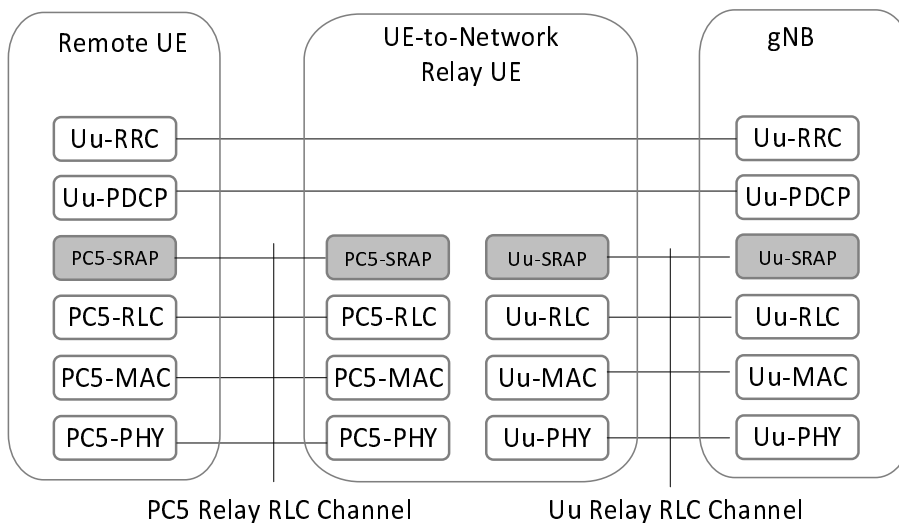 Remote UE
UE-to-Network
Relay UE
gNB
Uu-RRC
Uu-RRC
Uu-PDCP
Uu-PDCP
PC5-SRAP
PC5-SRAP
Uu-SRAP
Uu-SRAP
PC5-RLC
PC5-RLC
Uu-RLC
Uu-RLC
PC5-MAC
PC5-MAC
Uu-MAC
Uu-MAC
PC5-PHY
PC5-PHY
Uu-PHY
Uu-PHY
PC5 Relay RLC Channel
Uu Relay RLC Channel